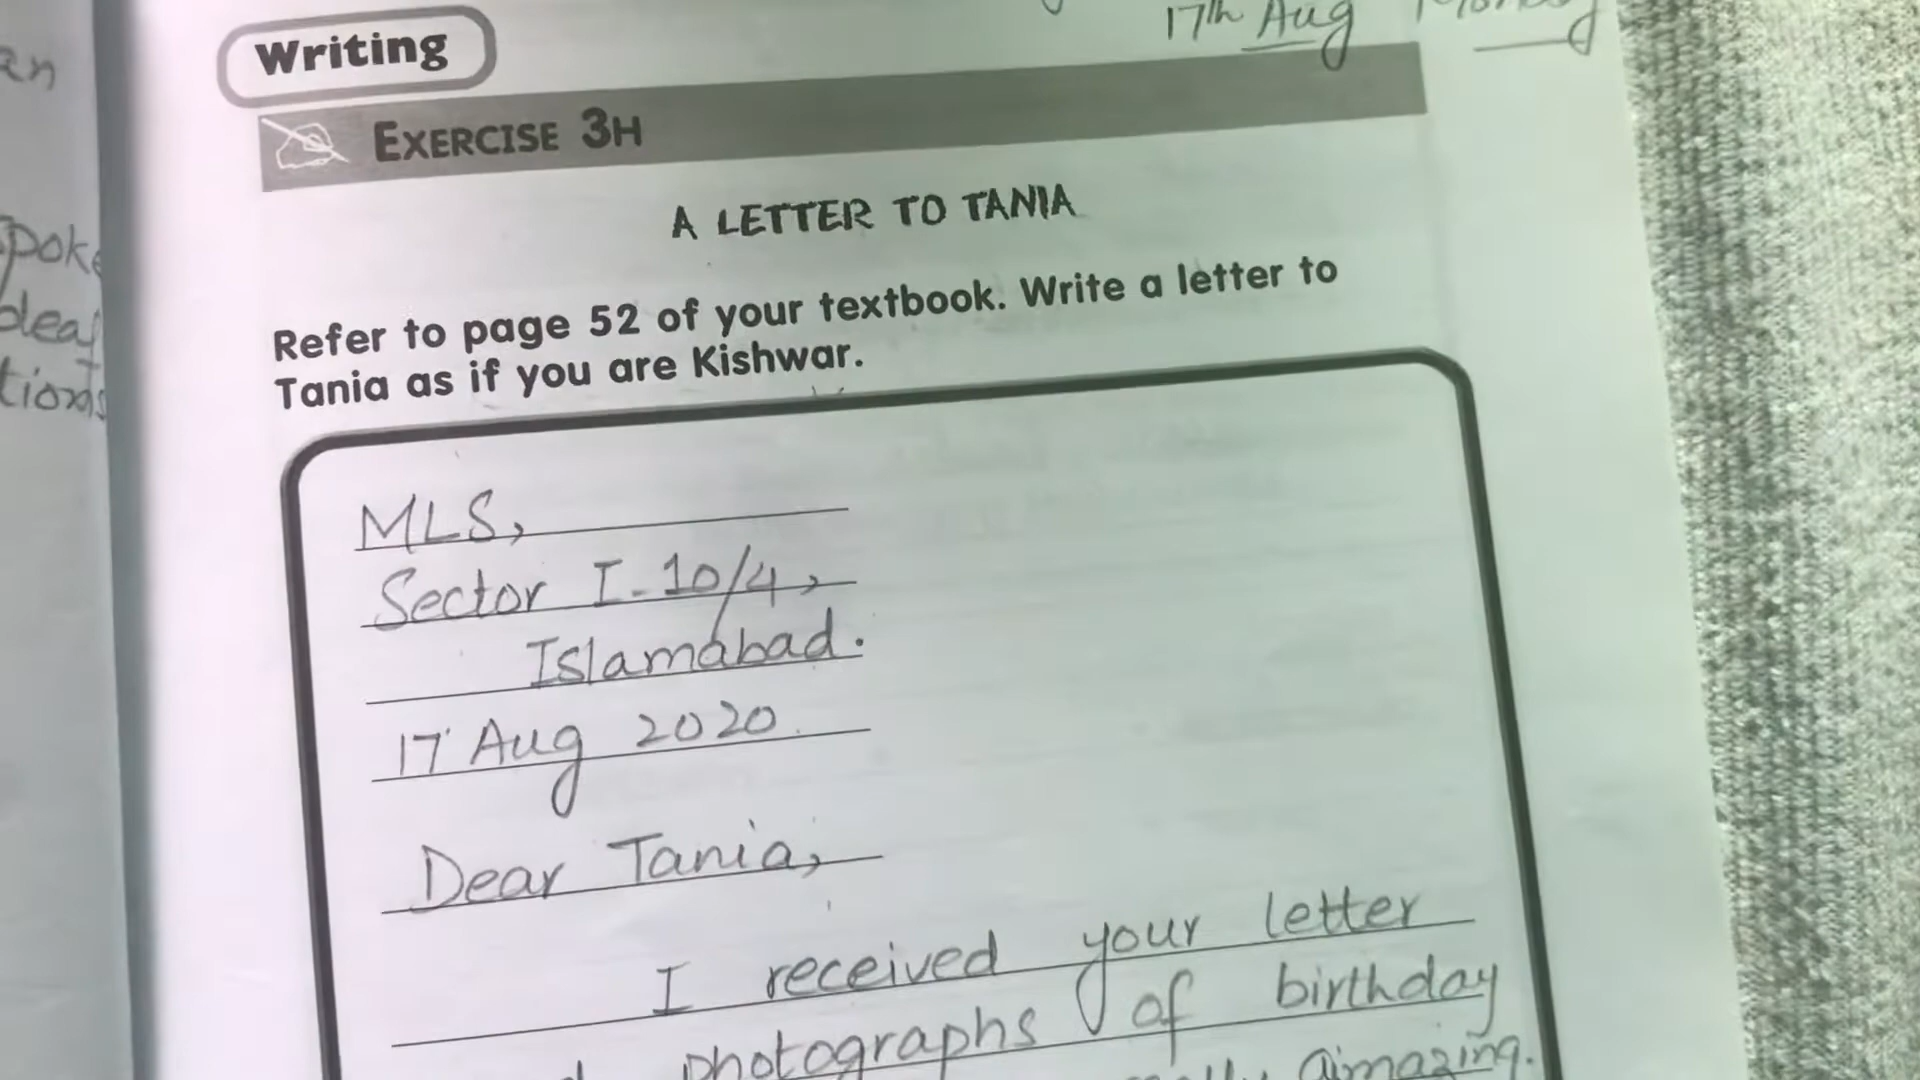 17th Aug
Writing
EXERCISE 3H
A LETTER TO TANIA
Refer to page 52 of your textbook. Write a letter to
Tania as if you are Kishwar.
MLS,
Sector I-10/4,
Islamabad.
17 Aug 2020.
Dear Tania,
I received your letter
photographs of birthday
aimazing.